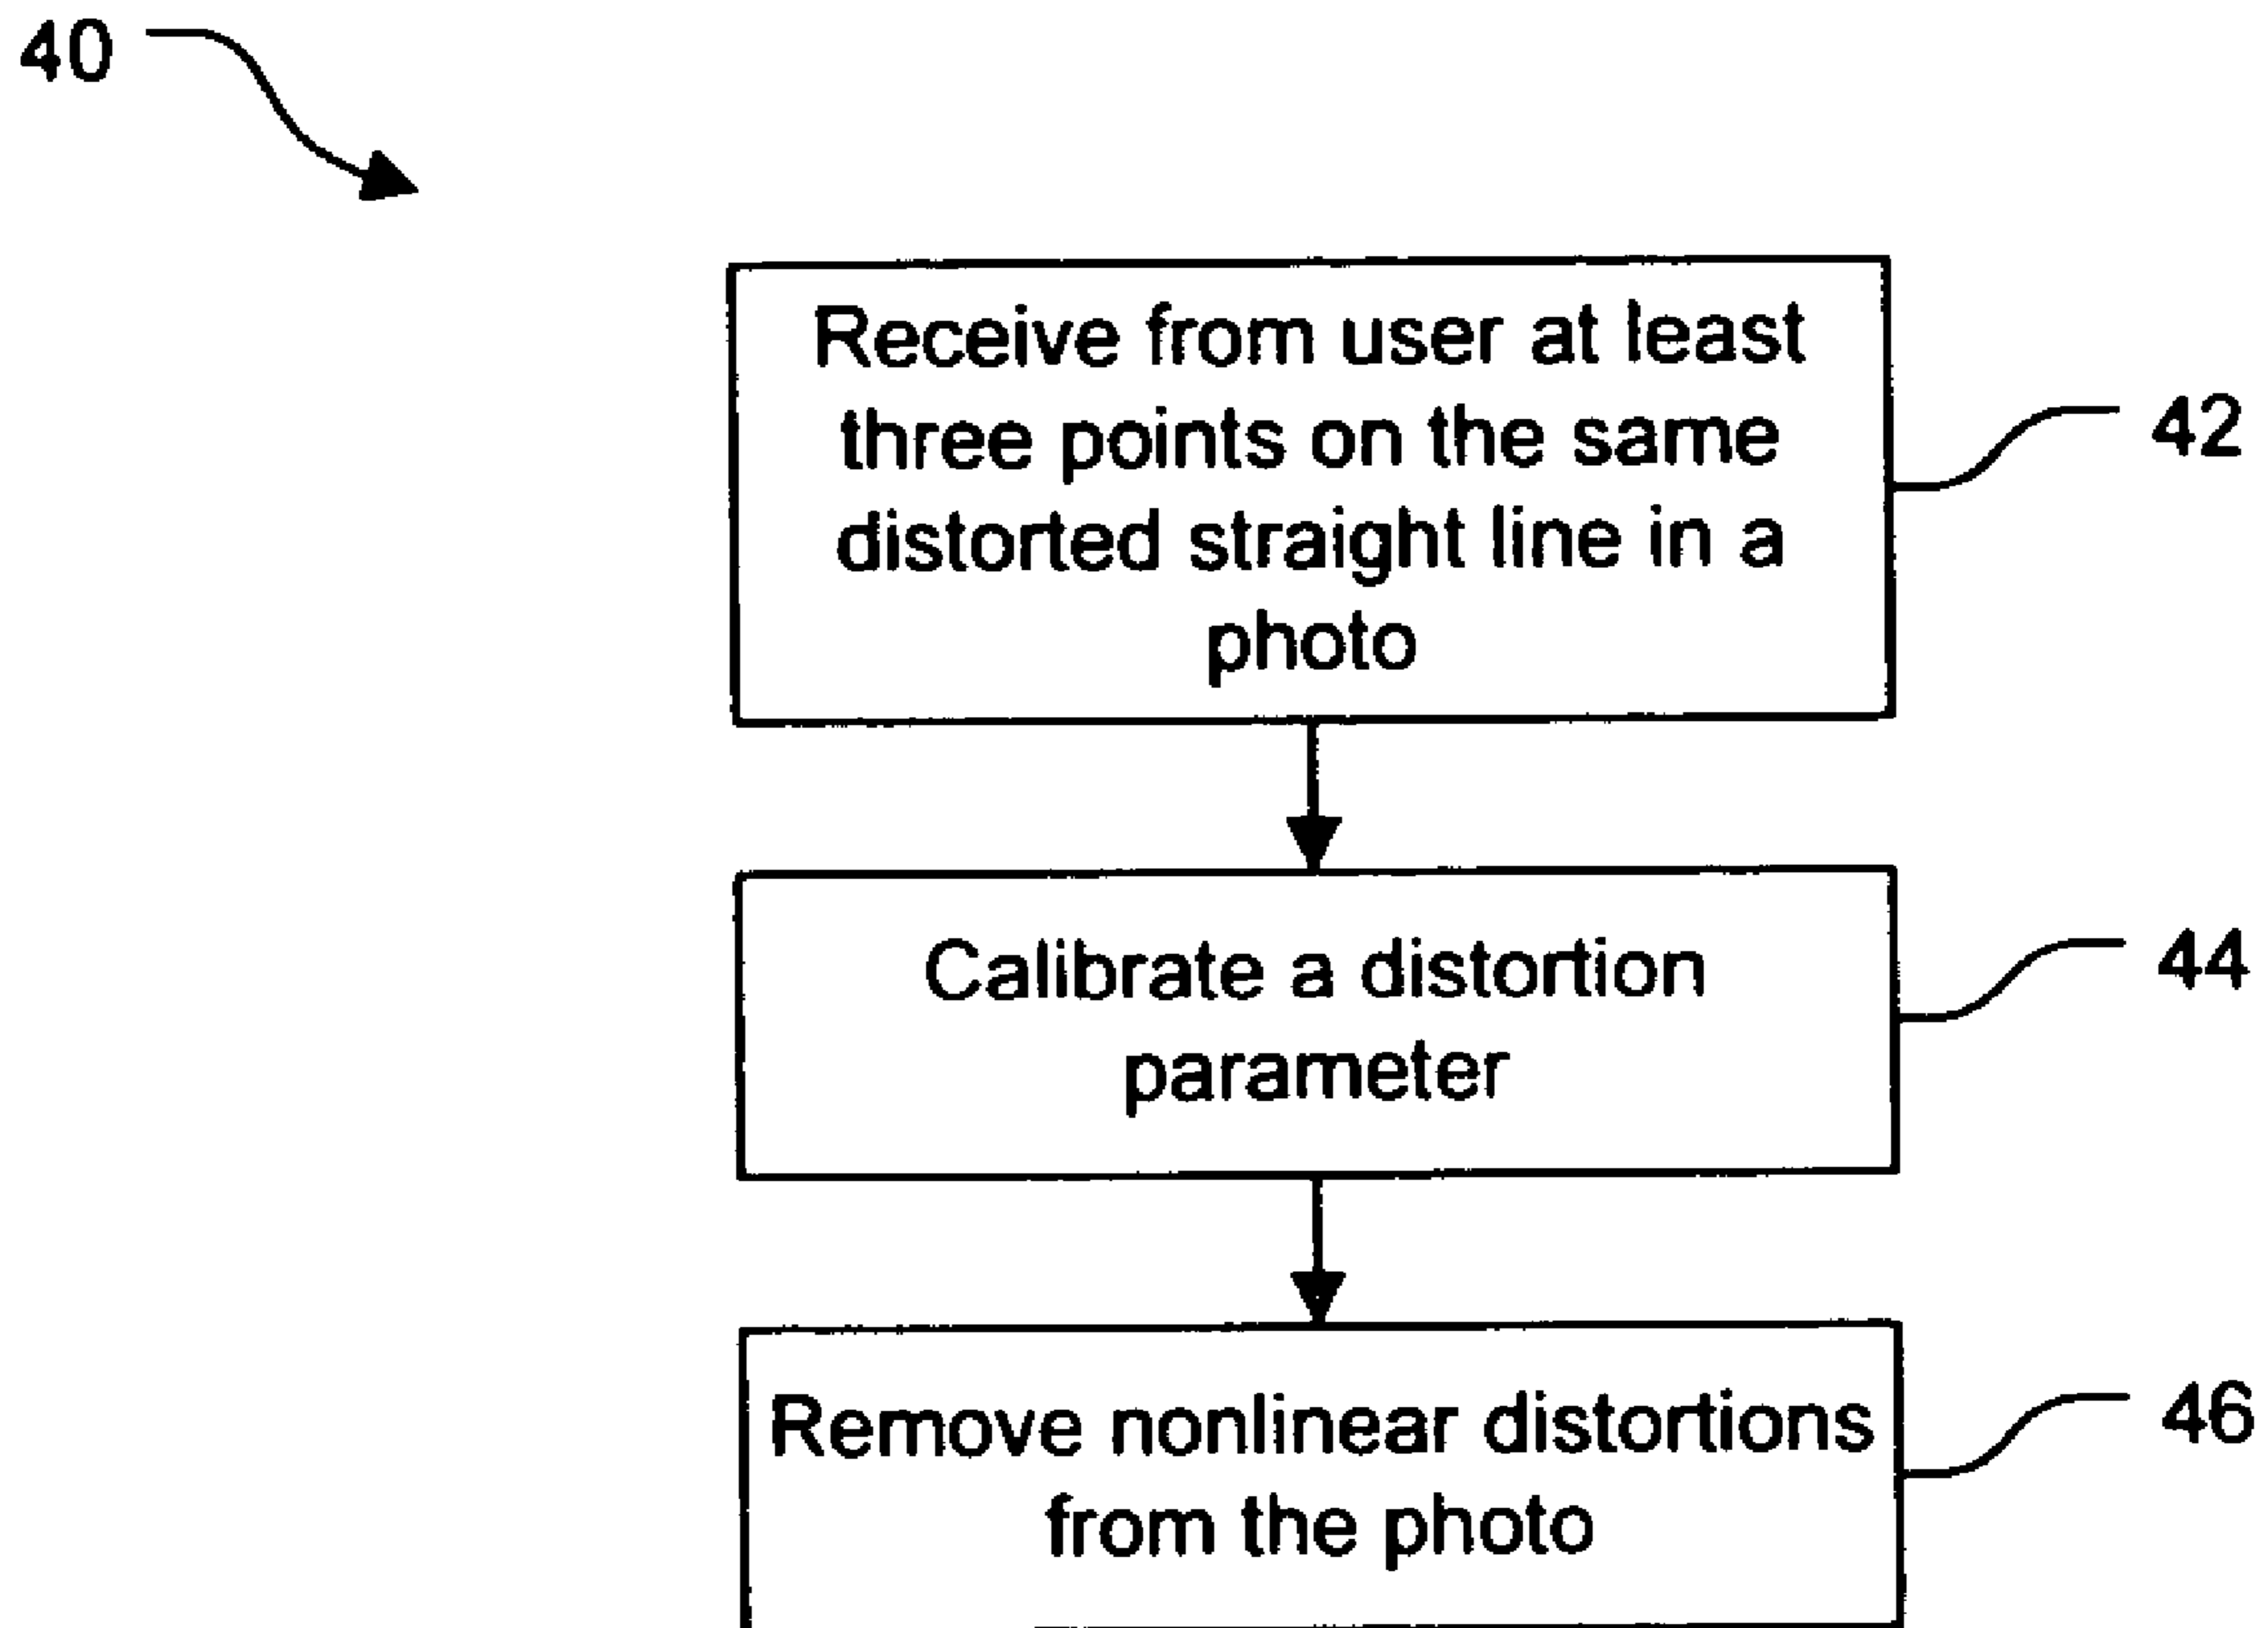 40
Receive from user at least
three points on the same
distorted straight line in a
photo
42
Calibrate a distortion
parameter
44
Remove nonlinear distortions
from the photo
46